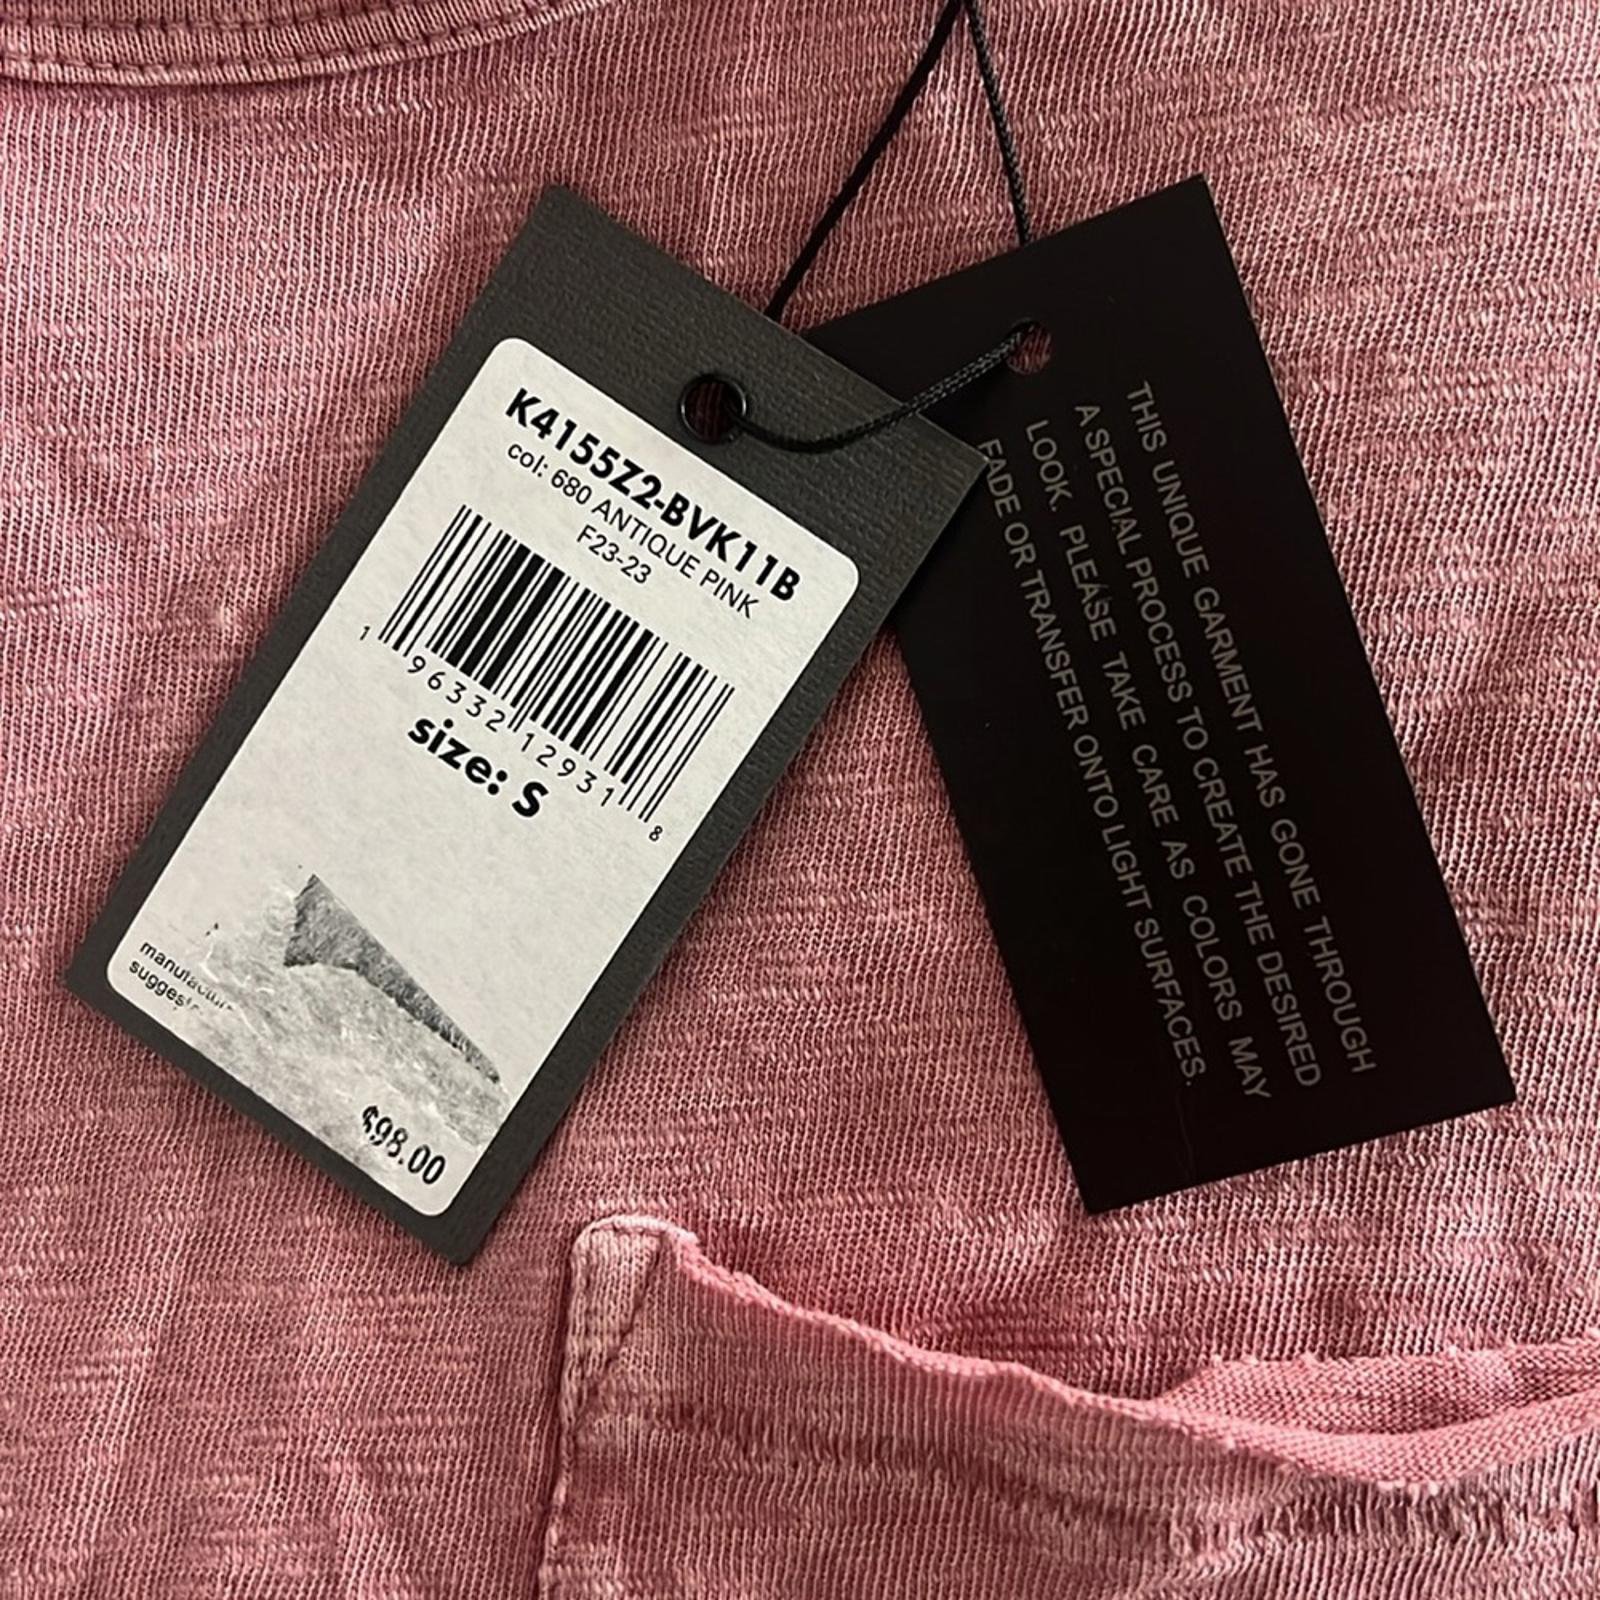 K4155Z2-BVK11B
col: 680 ANTIQUE PINK
F23-23
1 96332 12931 8
size: S
$98.00
THIS UNIQUE GARMENT HAS GONE THROUGH
A SPECIAL PROCESS TO CREATE THE DESIRED
LOOK. PLEASE TAKE CARE AS COLORS MAY
FADE OR TRANSFER ONTO LIGHT SURFACES.